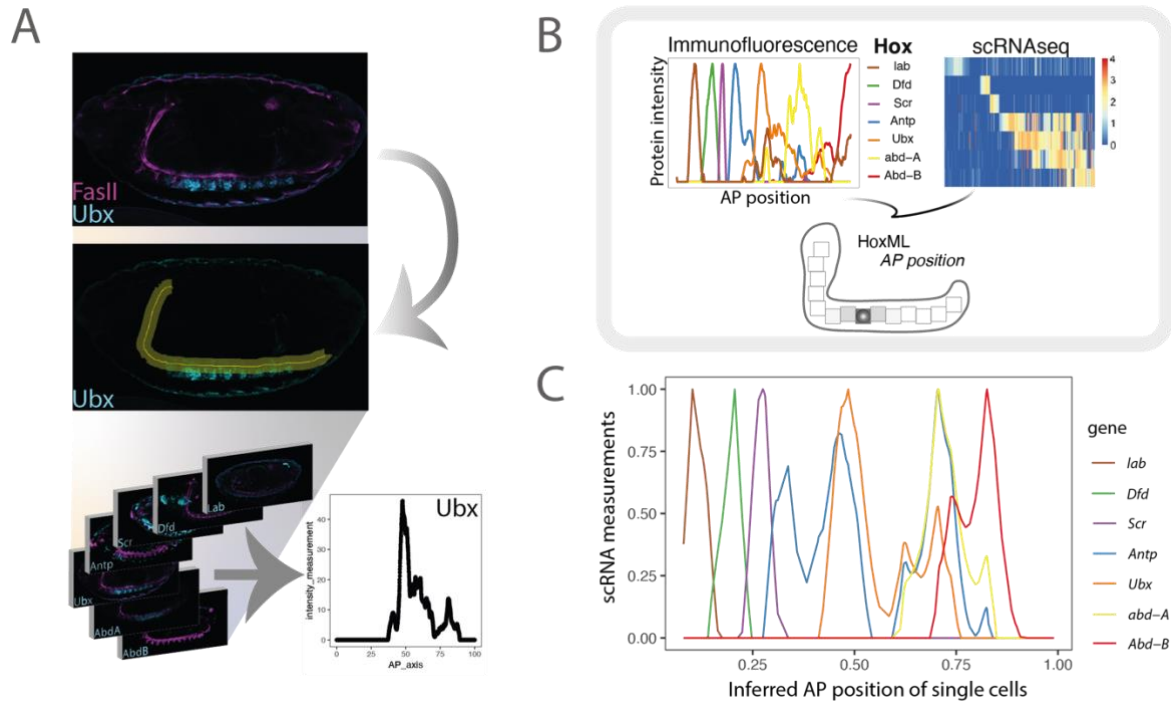 A
FasII
Ubx
Ubx
Lab
Dfd
Scr
Antp
Ubx
AbdA
AbdB
Ubx
intensity_measurement
40
30
20
10
0
0
25
50
75
100
AP_axis
B
Immunofluorescence
Hox
scRNAseq
Protein intensity
AP position
lab
Dfd
Scr
Antp
Ubx
abd-A
Abd-B
4
3
2
1
0
HoxML
AP position
C
scRNA measurements
1.00
0.75
0.50
0.25
0.00
0.25
0.50
0.75
1.00
Inferred AP position of single cells
gene
lab
Dfd
Scr
Antp
Ubx
abd-A
Abd-B